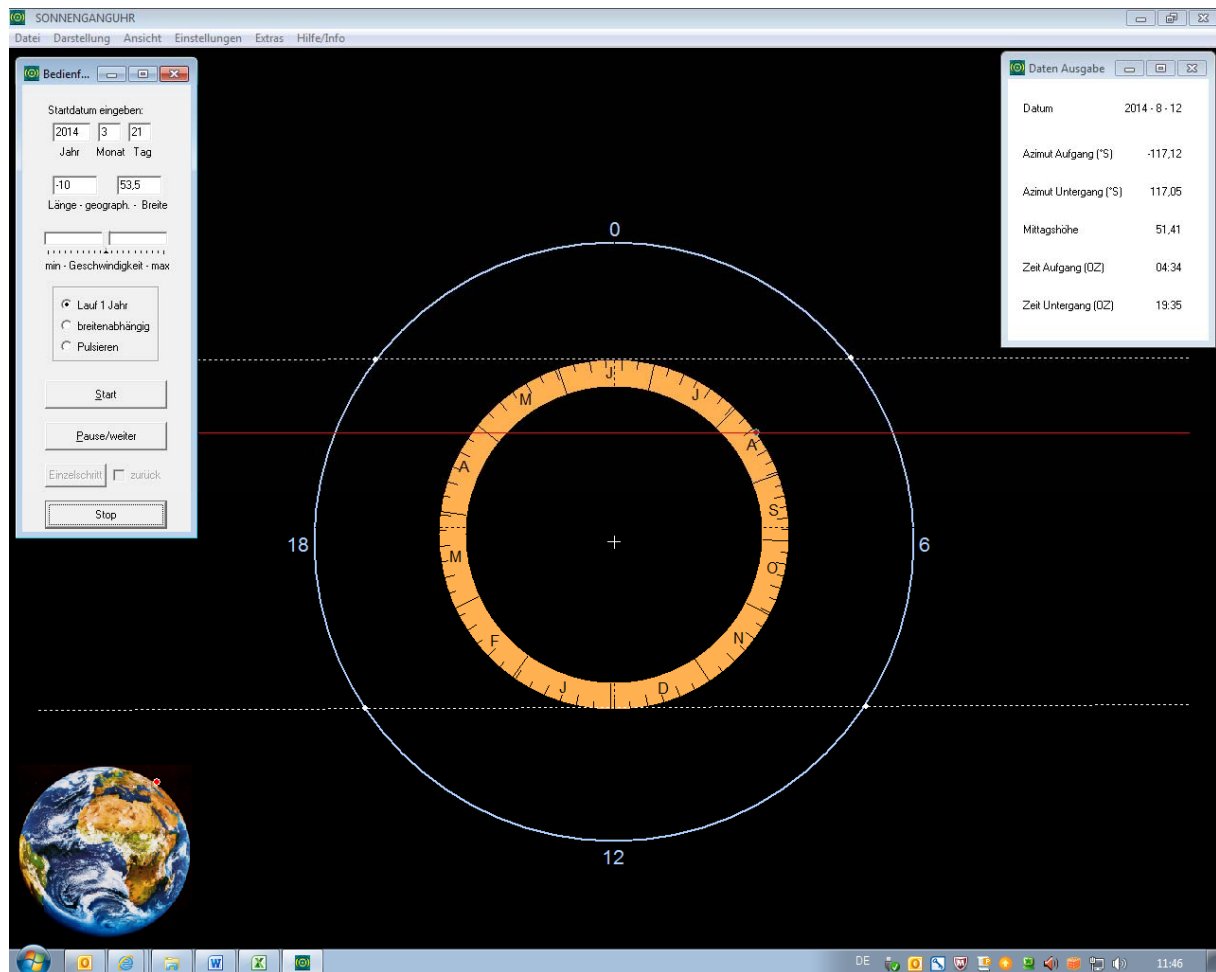 SONNENGANGUHR
Datei Darstellung Ansicht Einstellungen Extras Hilfe/Info
Bedienf...
Startdatum eingeben:
2014 3 21
Jahr Monat Tag
-10 53,5
Länge - geograph. - Breite
min - Geschwindigkeit - max
Lauf 1 Jahr
breitenabhängig
Pulsieren
Start
Pause/weiter
Einzelschritt zurück
Stop
Daten Ausgabe
Datum 2014 - 8 - 12
Azimut Aufgang (°S) -117,12
Azimut Untergang (°S) 117,05
Mittagshöhe 51,41
Zeit Aufgang (OZ) 04:34
Zeit Untergang (OZ) 19:35
0
J
J
A
S
O
N
D
J
F
M
A
M
18
6
12
DE
11:46